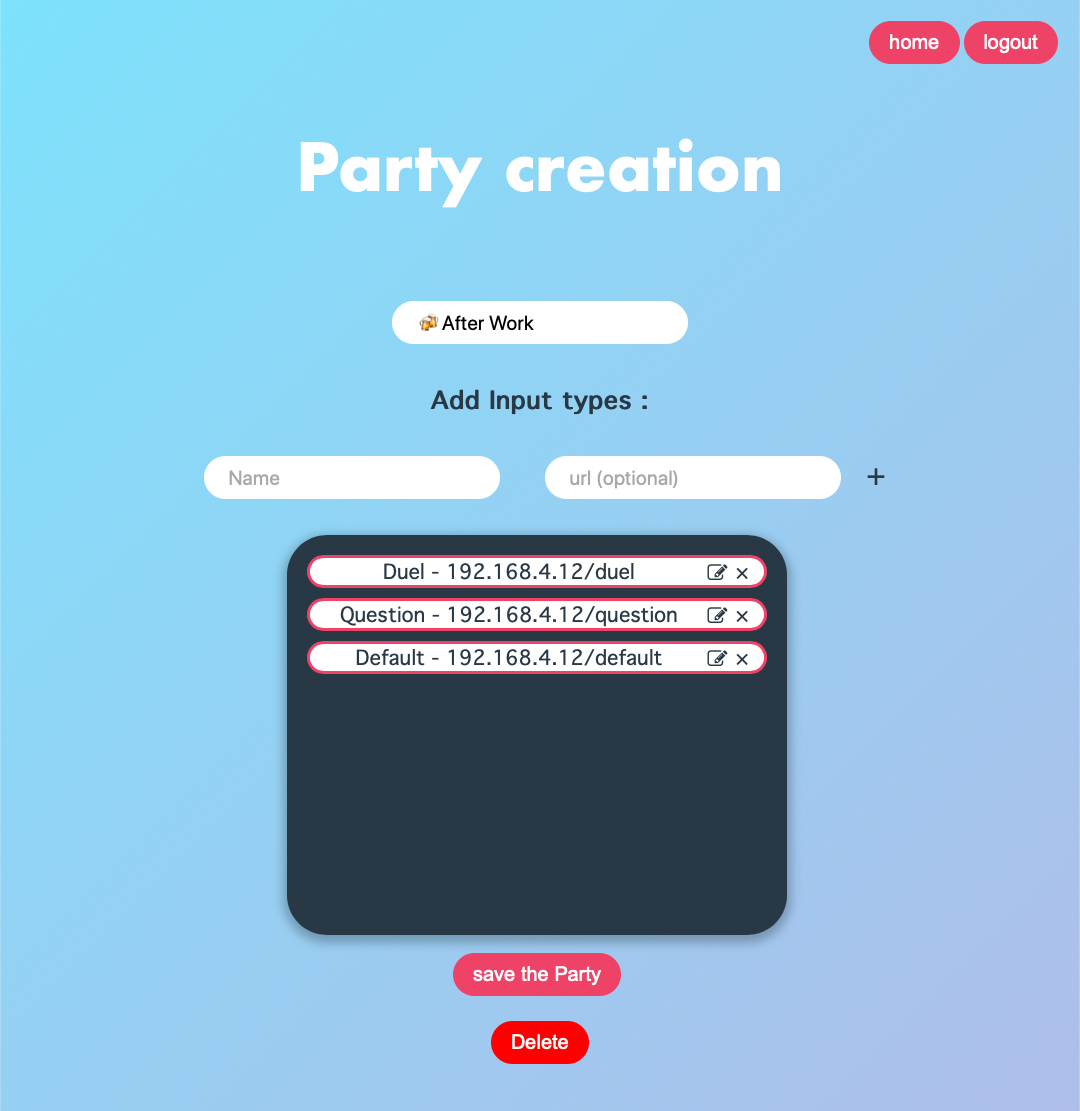 home logout
Party creation
🍻After Work
Add Input types :
Name url (optional) +
Duel - 192.168.4.12/duel ×
Question - 192.168.4.12/question ×
Default - 192.168.4.12/default ×
save the Party
Delete